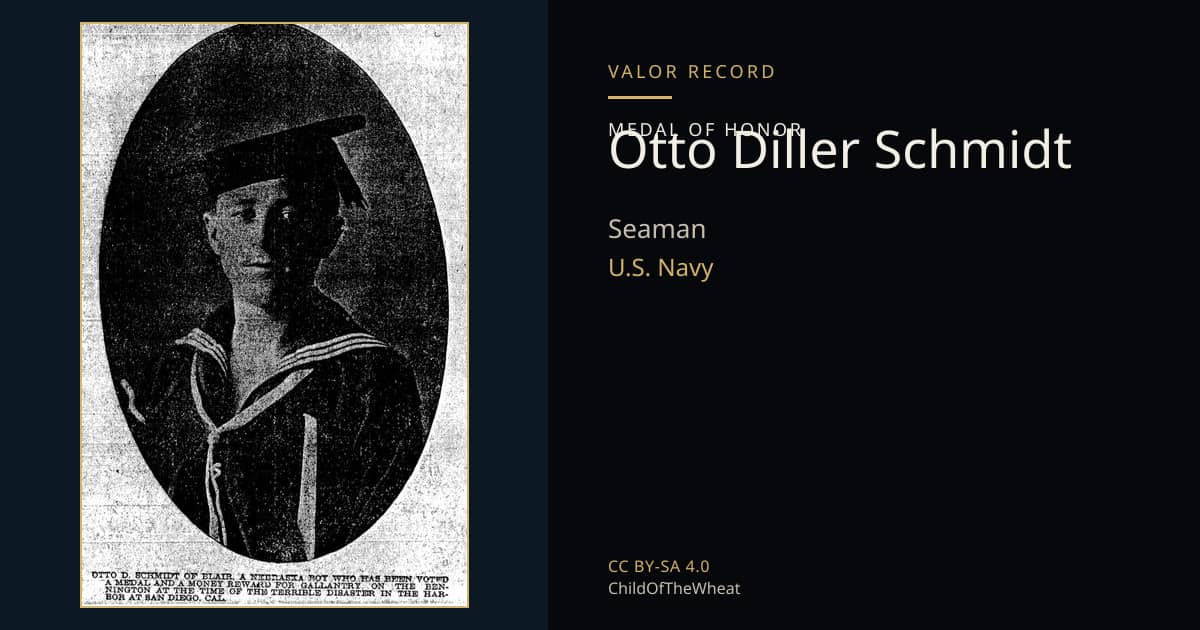 VALOR RECORD
MEDAL OF HONOR
Otto Diller Schmidt
Seaman
U.S. Navy
CC BY-SA 4.0
ChildOfTheWheat
OTTO D. SCHMIDT OF BLAIR, A NEBRASKA BOY WHO HAS BEEN VOTED
A MEDAL AND A MONEY REWARD FOR GALLANTRY ON THE BEN-
NINGTON AT THE TIME OF THE TERRIBLE DISASTER IN THE HAR-
BOR AT SAN DIEGO, CAL.